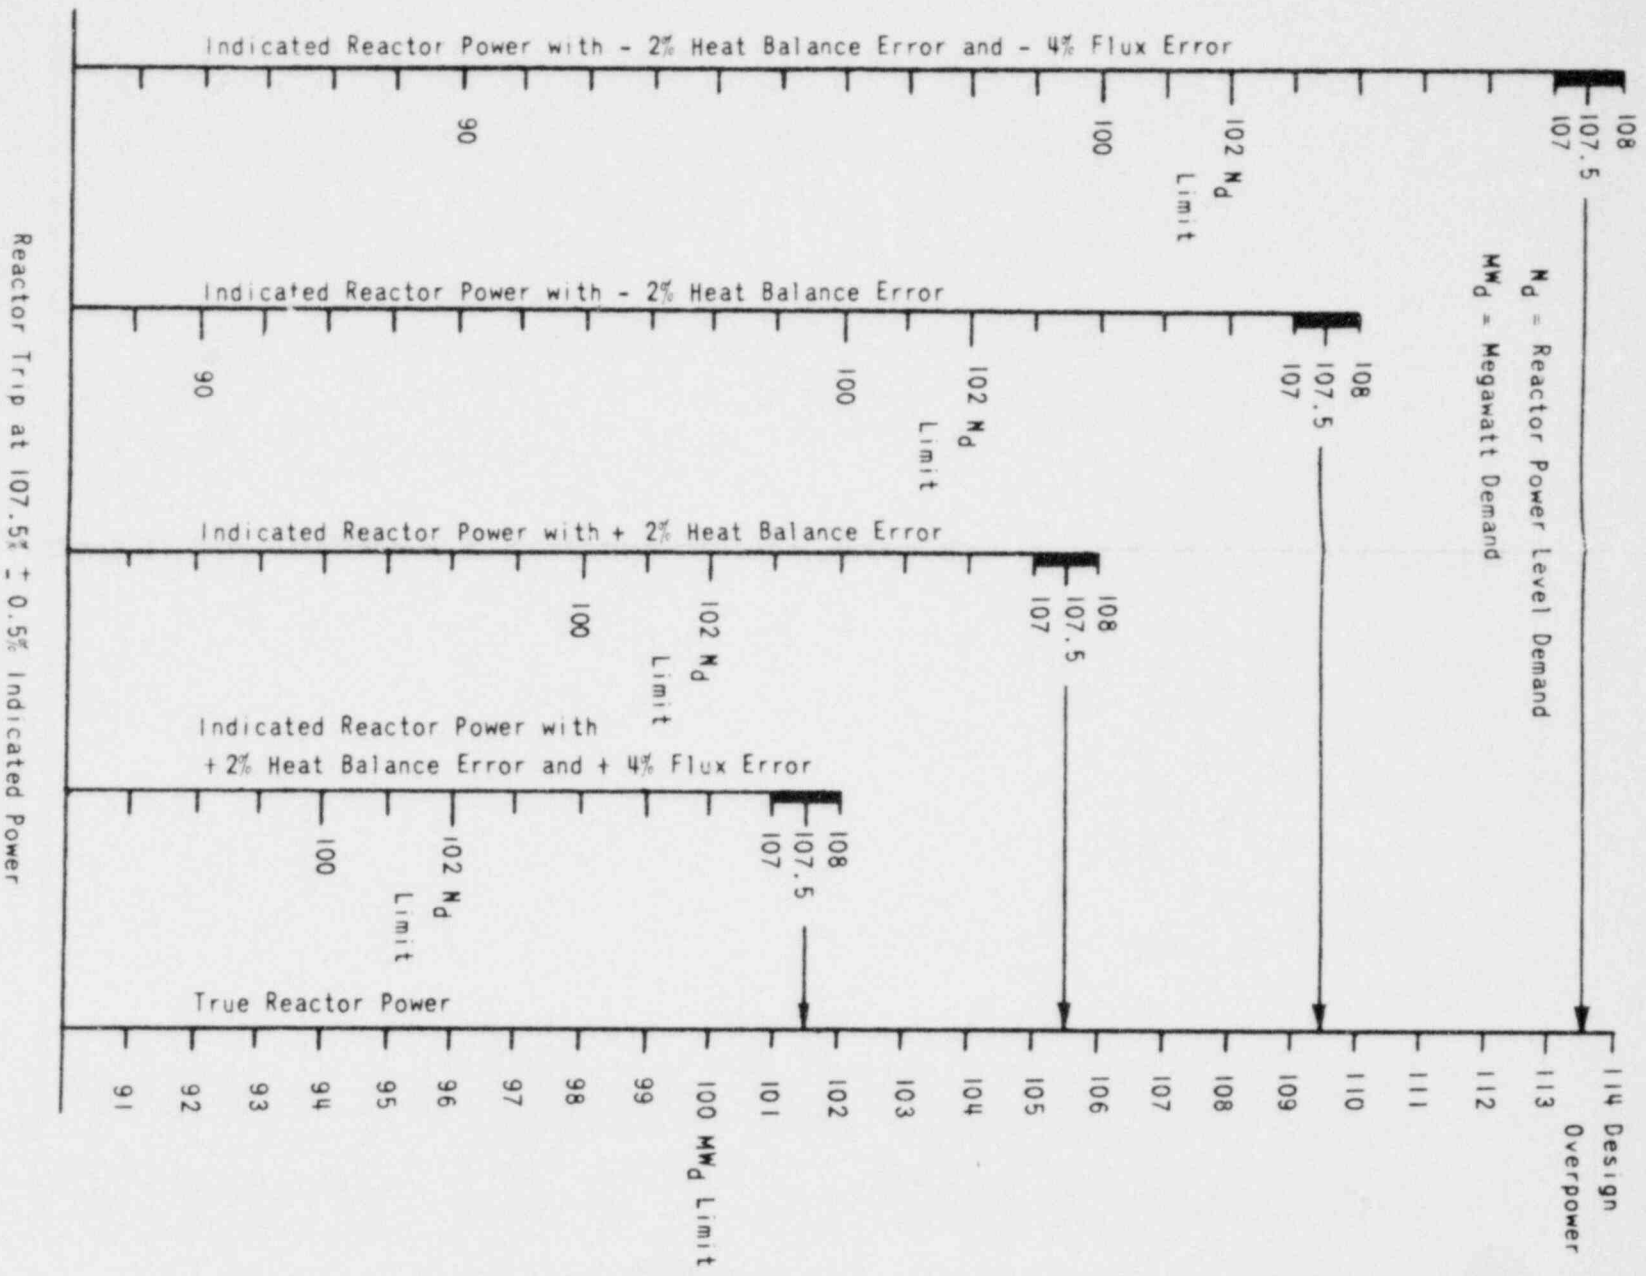 Indicated Reactor Power with - 2% Heat Balance Error and - 4% Flux Error
90
100
102 Nd
Limit
107
107.5
108
Nd = Reactor Power Level Demand
MWd = Megawatt Demand
Indicated Reactor Power with - 2% Heat Balance Error
90
100
102 Nd
Limit
107
107.5
108
Indicated Reactor Power with + 2% Heat Balance Error
100
102 Nd
Limit
107
107.5
108
Indicated Reactor Power with
+ 2% Heat Balance Error and + 4% Flux Error
100
102 Nd
Limit
107
107.5
108
True Reactor Power
91
92
93
94
95
96
97
98
99
100 MWd Limit
101
102
103
104
105
106
107
108
109
110
111
112
113
114 Design
Overpower
Reactor Trip at 107.5% ± 0.5% Indicated Power